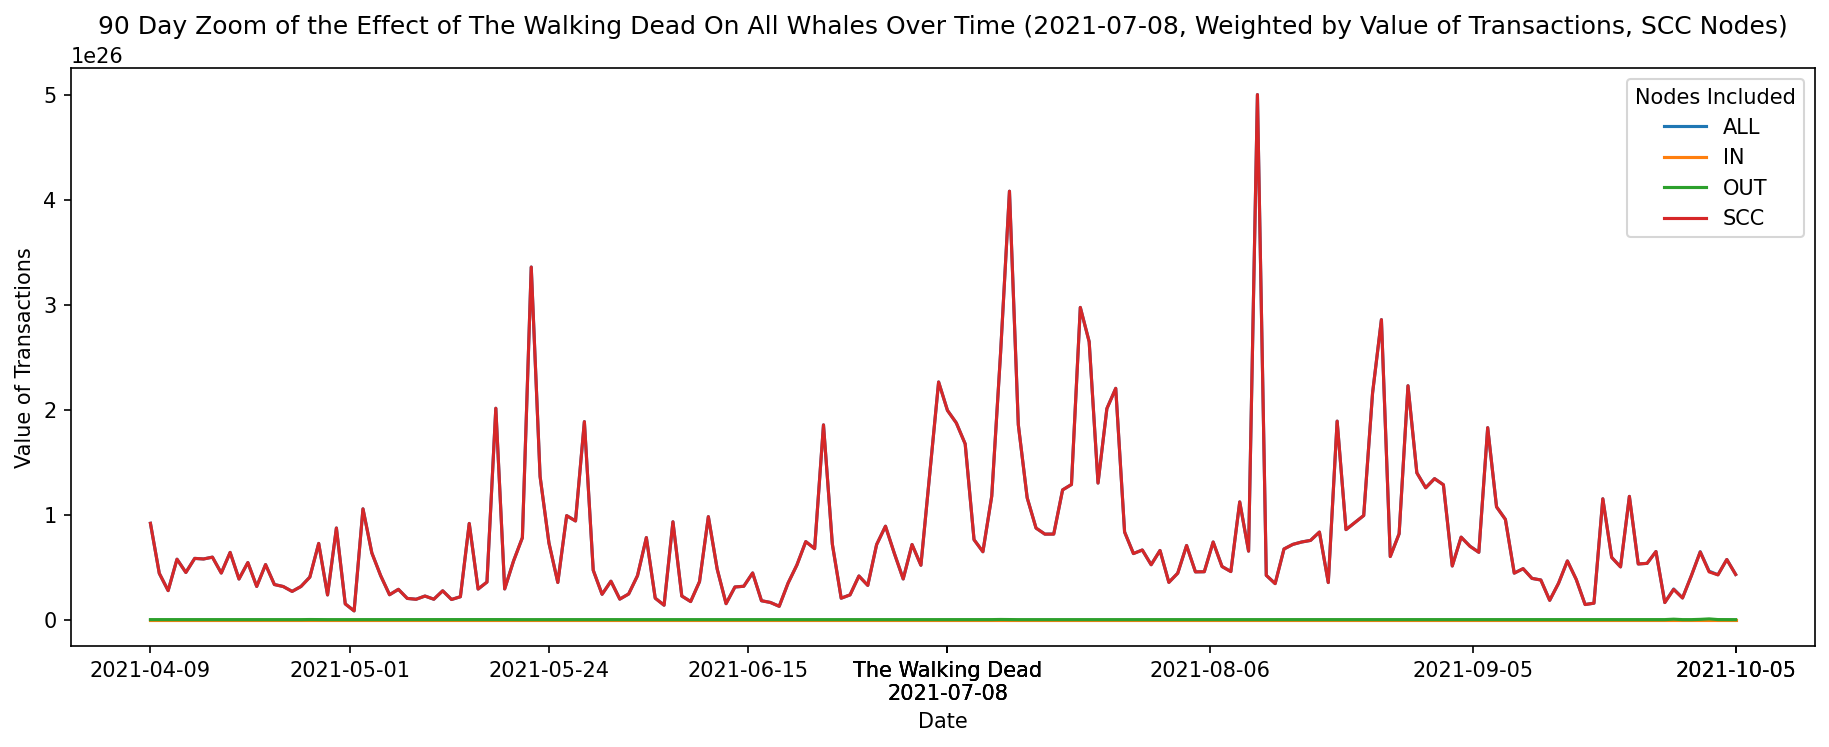 90 Day Zoom of the Effect of The Walking Dead On All Whales Over Time (2021-07-08, Weighted by Value of Transactions, SCC Nodes)
1e26
5
4
3
2
1
0
Value of Transactions
Nodes Included
ALL
IN
OUT
SCC
2021-04-09 2021-05-01 2021-05-24 2021-06-15 The Walking Dead 2021-08-06 2021-09-05 2021-10-05
2021-07-08
Date